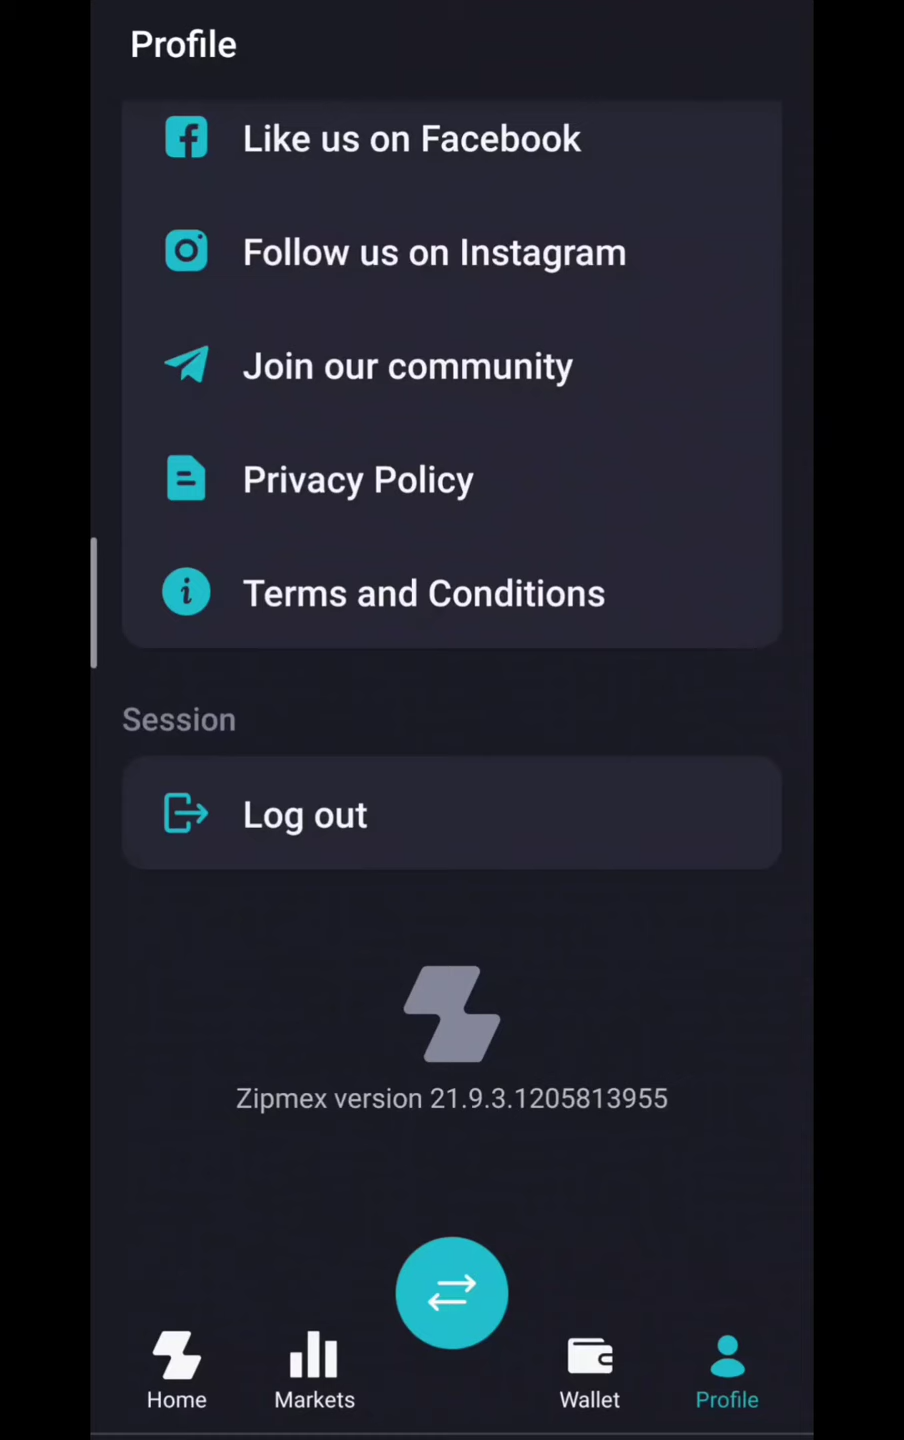 Profile
Like us on Facebook
Follow us on Instagram
Join our community
Privacy Policy
Terms and Conditions
Session
Log out
Zipmex version 21.9.3.1205813955
Home
Markets
Wallet
Profile